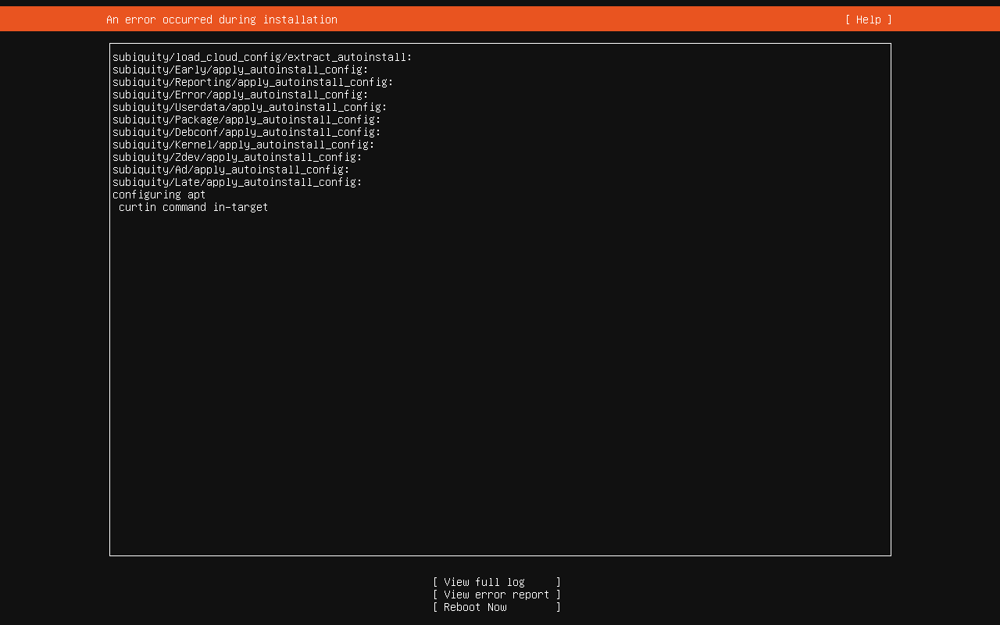 An error occurred during installation [ Help ]
subiquity/load_cloud_config/extract_autoinstall:
subiquity/Early/apply_autoinstall_config:
subiquity/Reporting/apply_autoinstall_config:
subiquity/Error/apply_autoinstall_config:
subiquity/Userdata/apply_autoinstall_config:
subiquity/Package/apply_autoinstall_config:
subiquity/Debconf/apply_autoinstall_config:
subiquity/Kernel/apply_autoinstall_config:
subiquity/Zdev/apply_autoinstall_config:
subiquity/Ad/apply_autoinstall_config:
subiquity/Late/apply_autoinstall_config:
configuring apt
curtin command in-target
[ View full log ]
[ View error report ]
[ Reboot Now ]